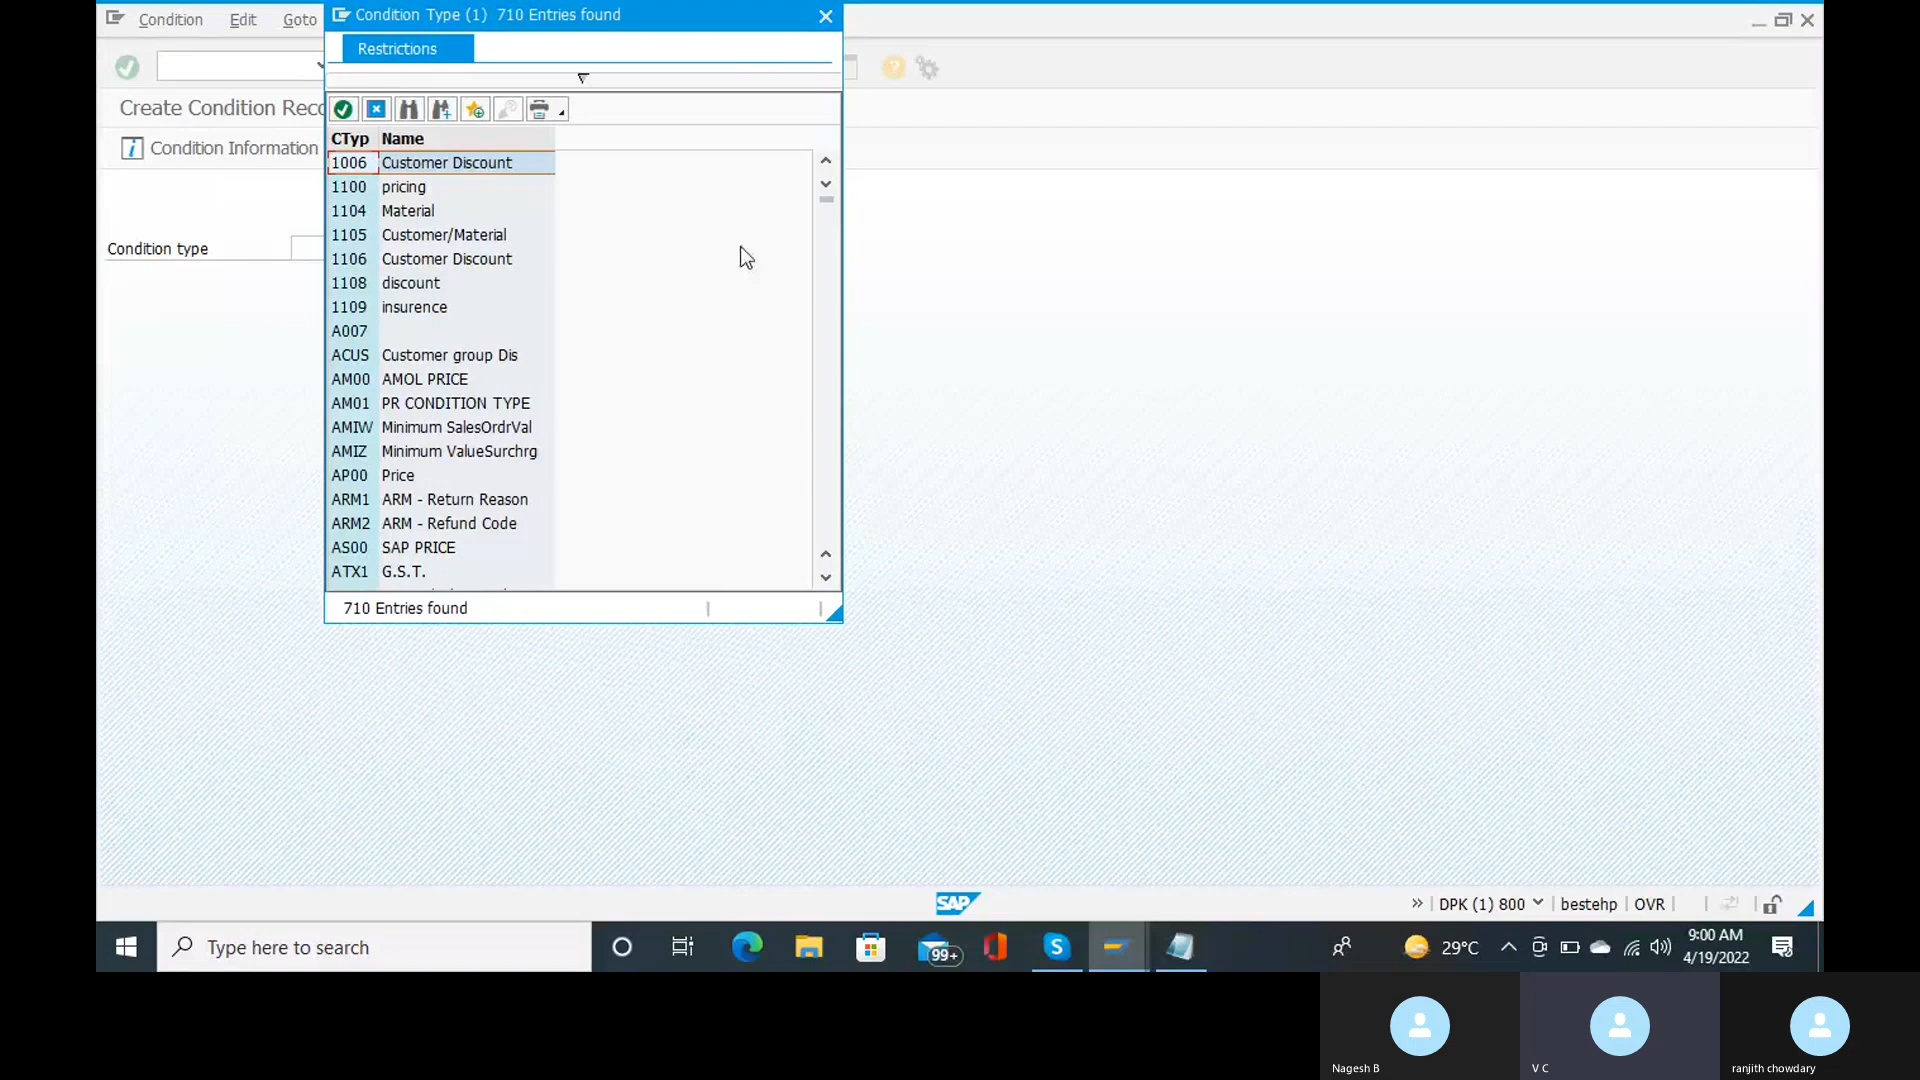 Condition Type (1) 710 Entries found
Condition Edit Goto
Restrictions
Create Condition Reco
Condition Information
CTyp Name
1006 Customer Discount
1100 pricing
1104 Material
1105 Customer/Material
Condition type
1106 Customer Discount
1108 discount
1109 insurence
A007
ACUS Customer group Dis
AM00 AMOL PRICE
AM01 PR CONDITION TYPE
AMIW Minimum SalesOrdrVal
AMIZ Minimum ValueSurchrg
AP00 Price
ARM1 ARM - Return Reason
ARM2 ARM - Refund Code
AS00 SAP PRICE
ATX1 G.S.T.
710 Entries found
SAP
DPK (1) 800 bestehp OVR
Type here to search
99+
29°C
9:00 AM
4/19/2022
Nagesh B
V C
ranjith chowdary